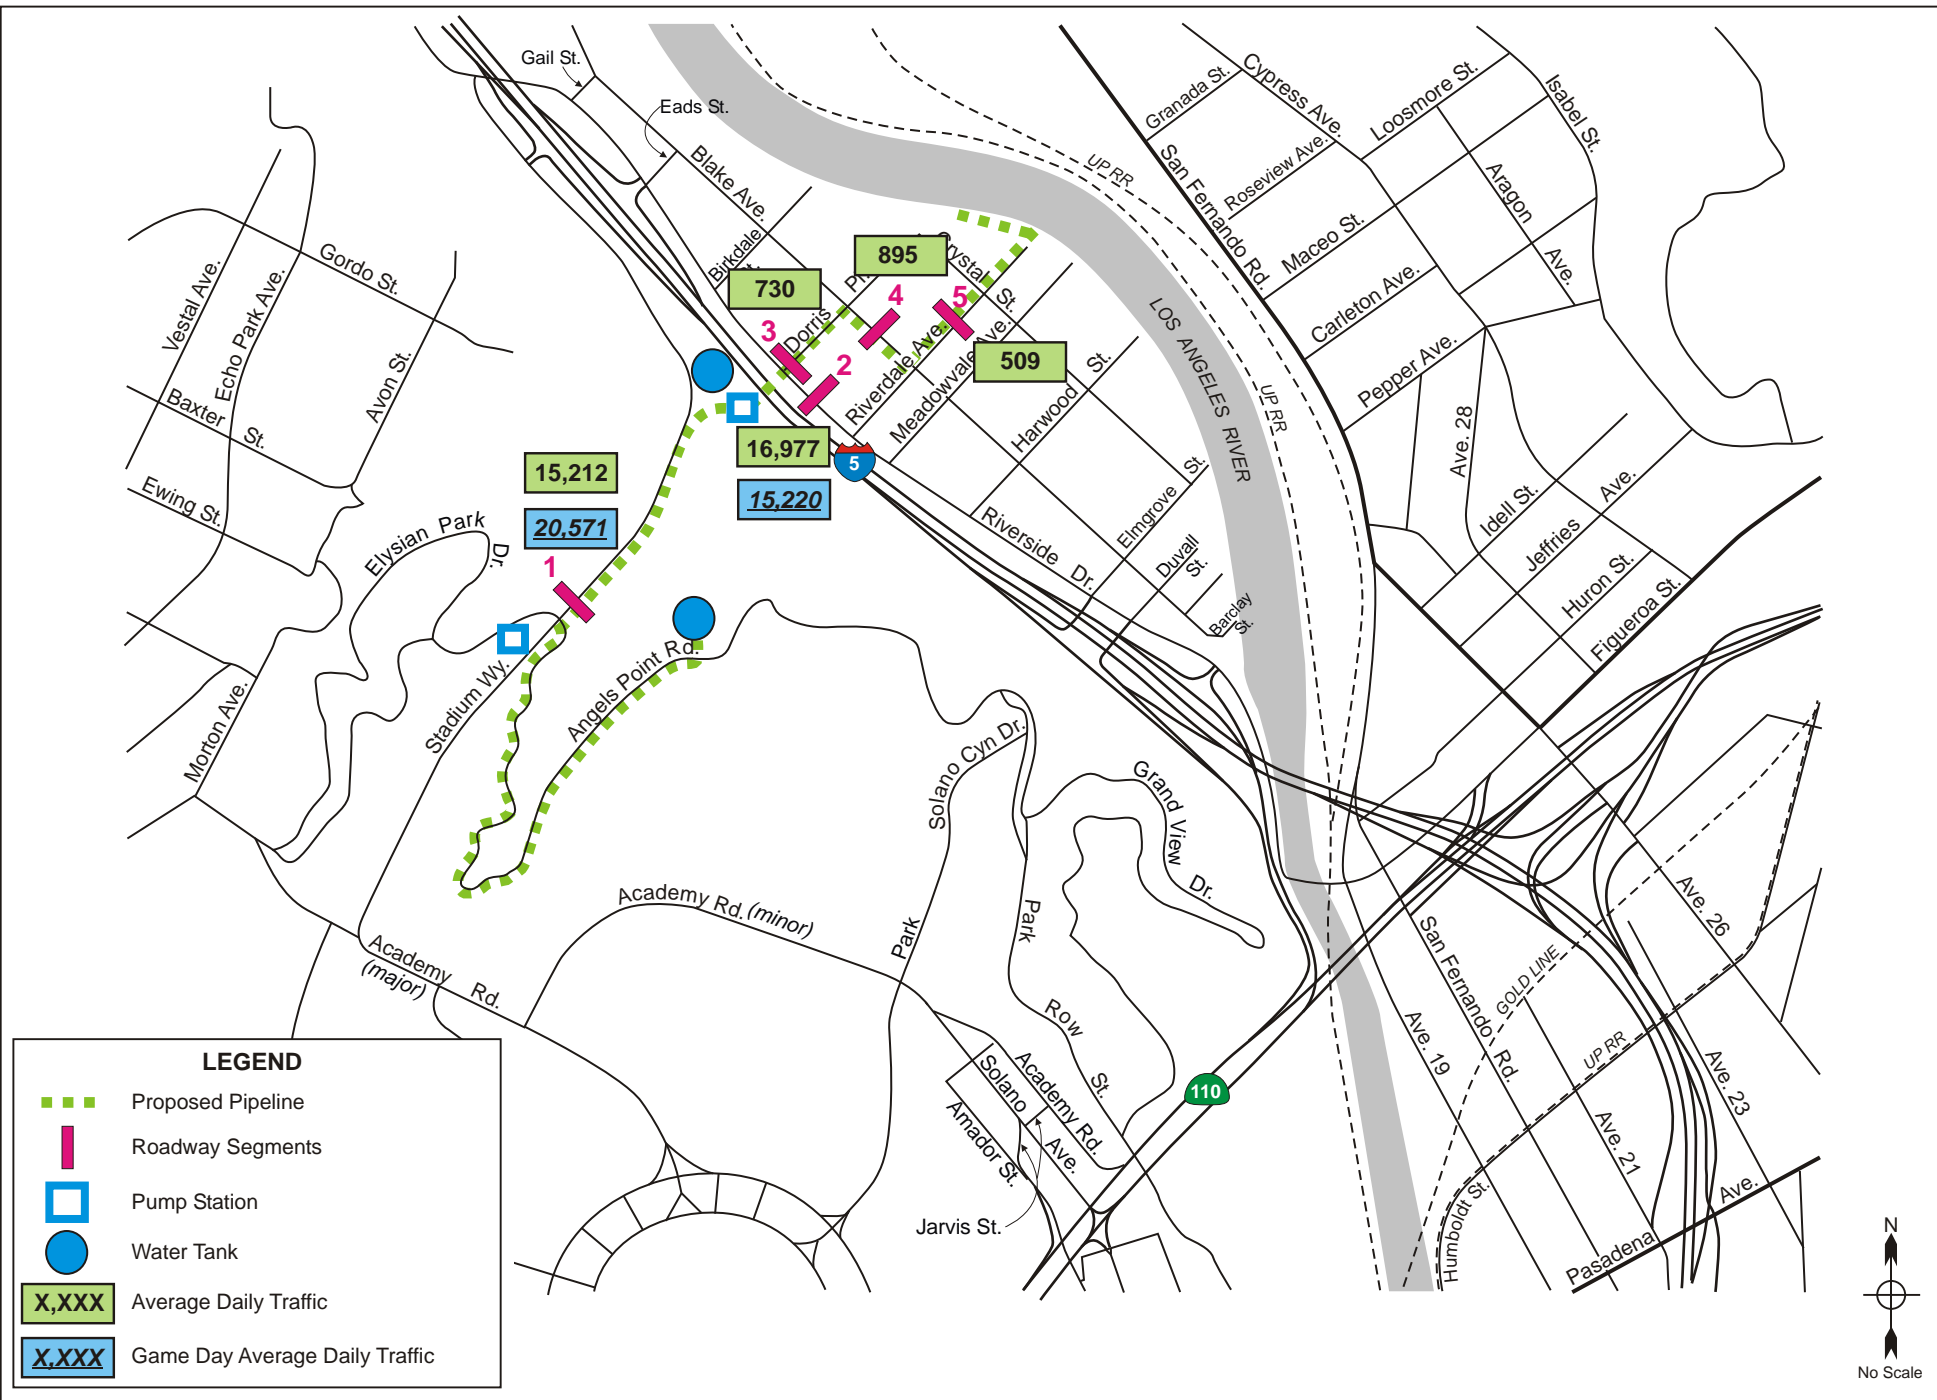 Gail St.
Eads St.
Blake Ave.
Birkdale
St.
Gordo St.
Vestal Ave.
Echo Park Ave.
Avon St.
Baxter St.
Ewing St.
Elysian Park Dr.
Morton Ave.
Stadium Wy.
Angels Point Rd.
730
895
509
3
4
5
2
1
Dorris
Crystal St.
Riverdale Ave.
Meadowvale Ave.
Harwood St.
Elmgrove St.
Duvall
St.
Barclay
St.
Riverside Dr.
16,977
15,220
15,212
20,571
5
LOS ANGELES RIVER
UP RR
UP RR
San Fernando Rd.
Granada St.
Cypress Ave.
Roseview Ave.
Loosmore St.
Isabel St.
Aragon Ave.
Maceo St.
Carleton Ave.
Pepper Ave.
Ave. 28
Idell St.
Jeffries Ave.
Huron St.
Figueroa St.
Solano Cyn Dr.
Grand View Dr.
Park
Park Row St.
Academy Rd. (minor)
Academy Rd.
(major)
Solano Ave.
Academy Rd.
Amador St.
Jarvis St.
110
San Fernando Rd.
GOLD LINE
UP RR
Ave. 26
Ave. 19
Ave. 21
Ave. 23
Humboldt St.
Pasadena Ave.
LEGEND
Proposed Pipeline
Roadway Segments
Pump Station
Water Tank
X,XXX Average Daily Traffic
X,XXX Game Day Average Daily Traffic
N
No Scale